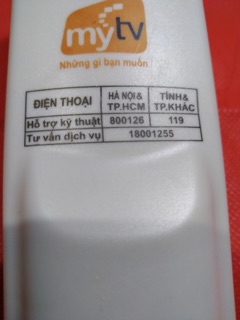 mytv
Những gì bạn muốn
ĐIỆN THOẠI HÀ NỘI & TP.HCM TỈNH & TP.KHÁC
Hỗ trợ kỹ thuật 800126 119
Tư vấn dịch vụ 18001255